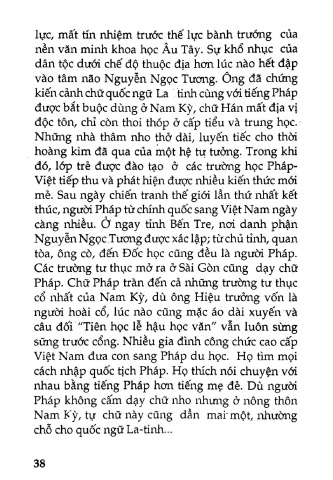 lực, mất tín nhiệm trước thế lực bành trướng của
nền văn minh khoa học Âu Tây. Sự khổ nhục của
dân tộc dưới chế độ thuộc địa hơn lúc nào hết đập
vào tâm não Nguyễn Ngọc Tương. Ông đã chứng
kiến cảnh chữ quốc ngữ La tinh cùng với tiếng Pháp
được bắt buộc dùng ở Nam Kỳ, chữ Hán mất địa vị
độc tôn, chỉ còn thoi thóp ở cấp tiểu và trung học.
Những nhà thâm nho thở dài, luyến tiếc cho thời
hoàng kim đã qua của một hệ tư tưởng. Trong khi
đó, lớp trẻ được đào tạo ở các trường học Pháp-
Việt tiếp thu và phát hiện được nhiều kiến thức mới
mẻ. Sau ngày chiến tranh thế giới lần thứ nhất kết
thúc, người Pháp từ chính quốc sang Việt Nam ngày
càng nhiều. Ở ngay tỉnh Bến Tre, nơi danh phận
Nguyễn Ngọc Tương được xác lập; từ chủ tỉnh, quan
tòa, ông cò, đến Đốc học cũng đều là người Pháp.
Các trường tư thục mở ra ở Sài Gòn cũng dạy chữ
Pháp. Chữ Pháp tràn đến cả những trường tư thục
cổ nhất của Nam Kỳ, dù ông Hiệu trưởng vốn là
người hoài cổ, lúc nào cũng mặc áo dài xuyến và
câu đối "Tiên học lễ hậu học văn" vẫn luôn sừng
sững trước cổng. Nhiều gia đình công chức cao cấp
Việt Nam đưa con sang Pháp du học. Họ tìm mọi
cách nhập quốc tịch Pháp. Họ thích nói chuyện với
nhau bằng tiếng Pháp hơn tiếng mẹ đẻ. Dù người
Pháp không cấm dạy chữ nho nhưng ở nông thôn
Nam Kỳ, tự chữ này cũng dần mai một, nhường
chỗ cho quốc ngữ La-tinh...
38